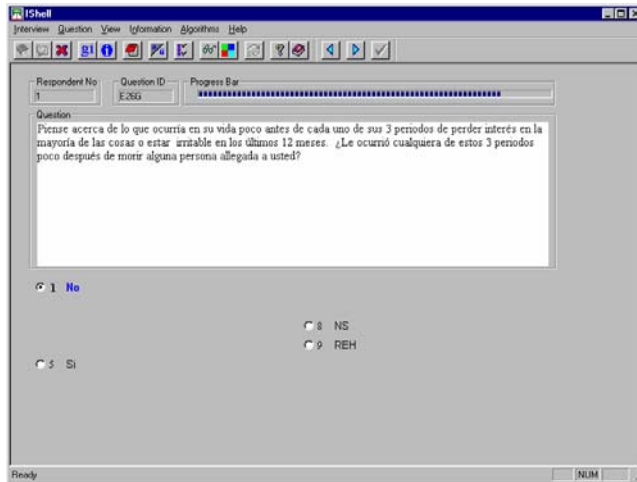 IShell
Interview Question View Information Algorithms Help
g1
Respondent No
Question ID
Progress Bar
1
E26G
Question
Piense acerca de lo que ocurría en su vida poco antes de cada uno de sus 3 periodos de perder interés en la
mayoría de las cosas o estar irritable en los últimos 12 meses. ¿Le ocurrió cualquiera de estos 3 periodos
poco después de morir alguna persona allegada a usted?
1 No
8 NS
9 REH
5 Si
Ready
NUM